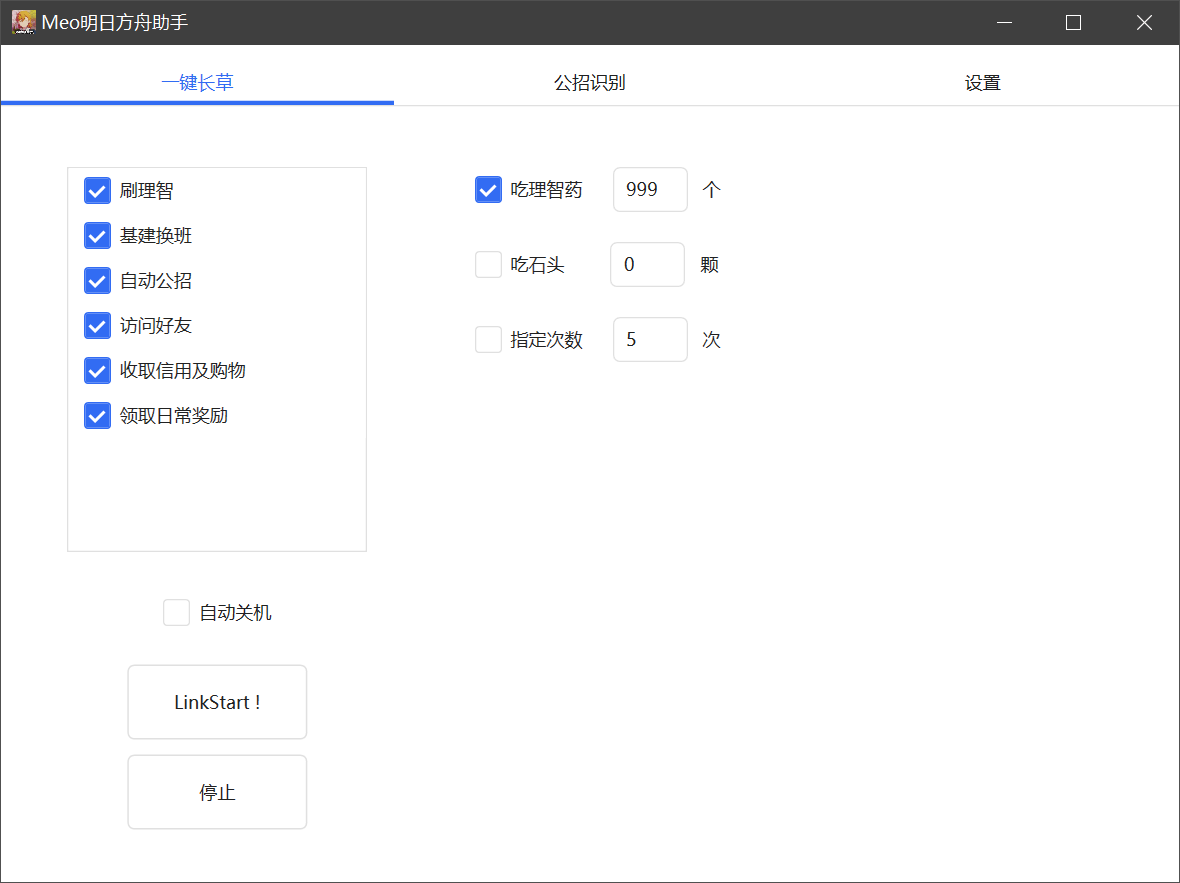 Meo明日方舟助手
一键长草 公招识别 设置
刷理智
基建换班
自动公招
访问好友
收取信用及购物
领取日常奖励
吃理智药 999 个
吃石头 0 颗
指定次数 5 次
自动关机
LinkStart !
停止